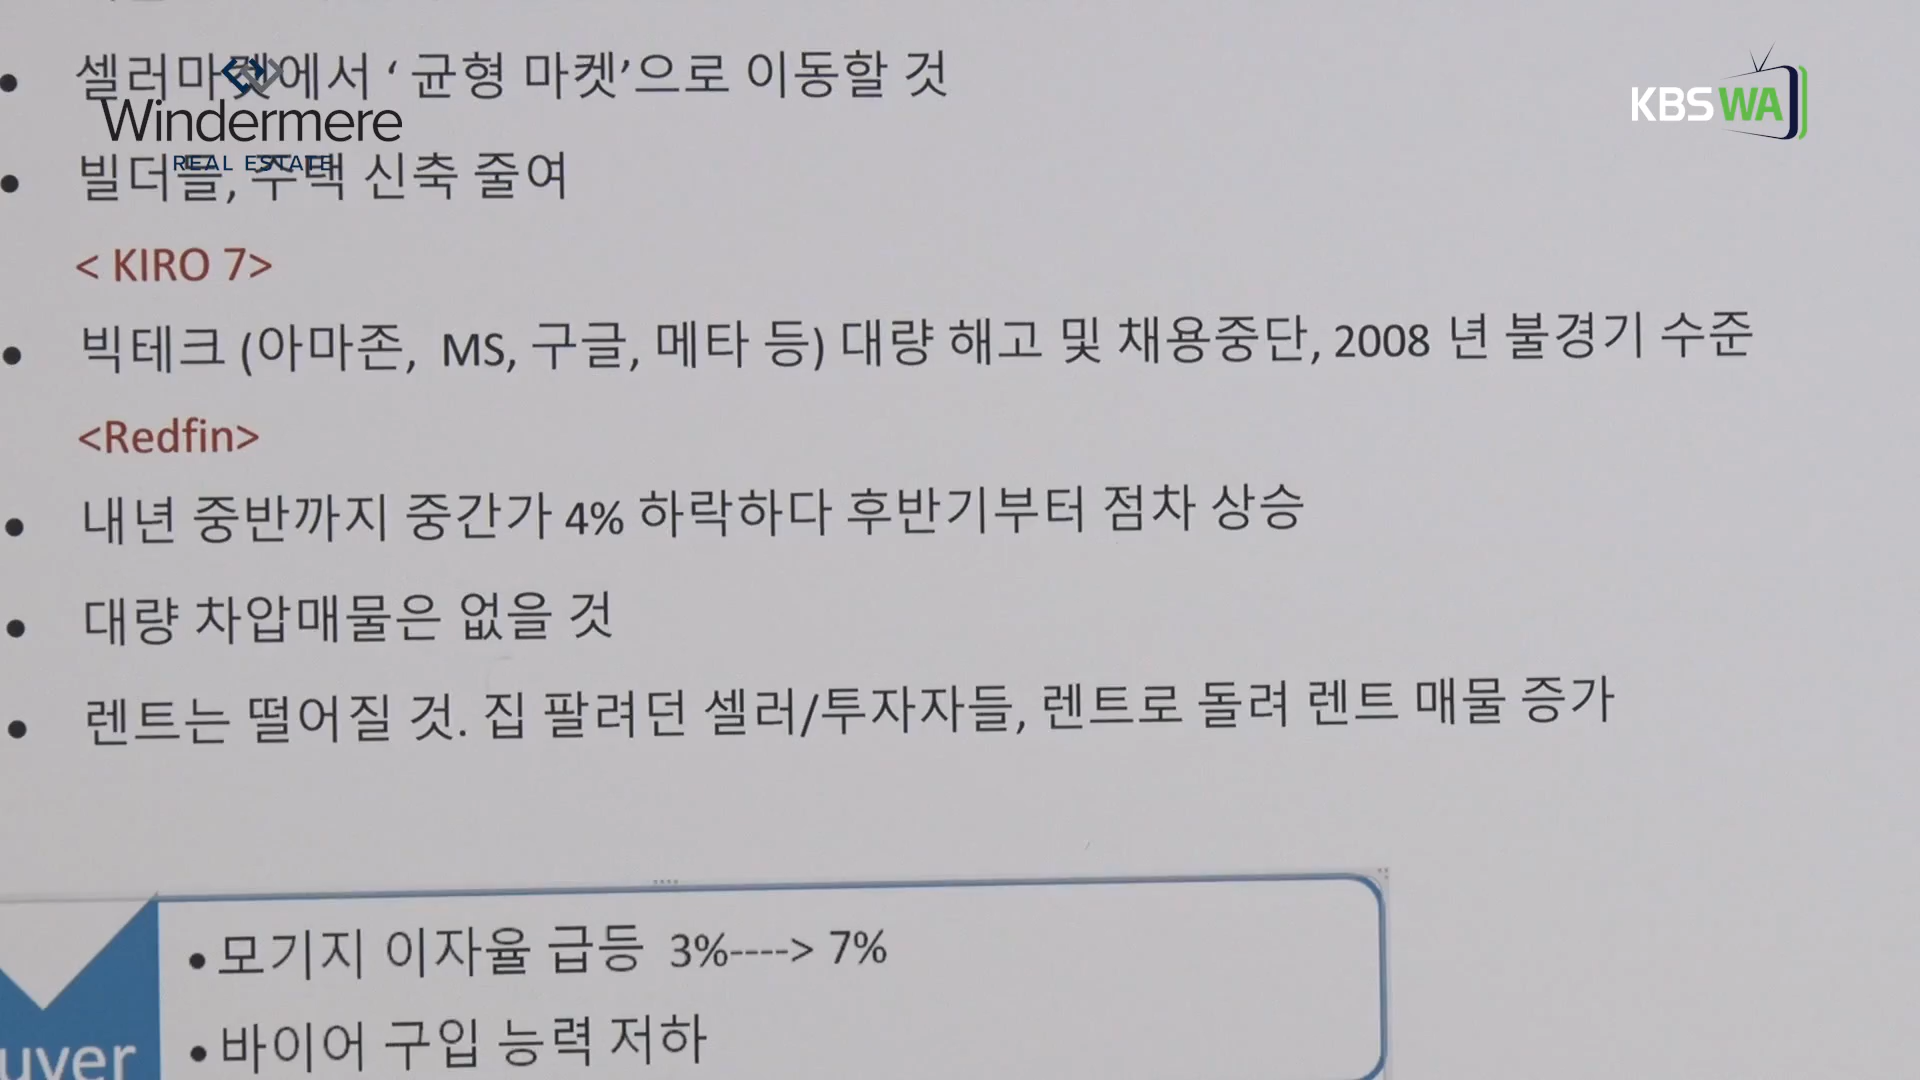 셀러마켓에서 ‘ 균형 마켓’으로 이동할 것
Windermere
REAL ESTATE
KBS WA
빌더들, 주택 신축 줄여
< KIRO 7>
빅테크 (아마존, MS, 구글, 메타 등) 대량 해고 및 채용중단, 2008 년 불경기 수준
<Redfin>
내년 중반까지 중간가 4% 하락하다 후반기부터 점차 상승
대량 차압매물은 없을 것
렌트는 떨어질 것. 집 팔려던 셀러/투자자들, 렌트로 돌려 렌트 매물 증가
모기지 이자율 급등 3%----> 7%
바이어 구입 능력 저하
uyer